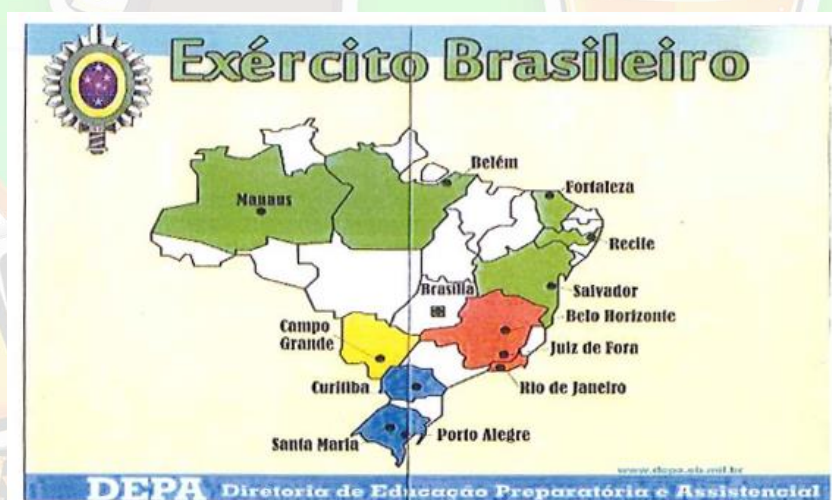 Exército Brasileiro
Belém
Fortaleza
Manaus
Recife
Brasília
Salvador
Belo Horizonte
Campo
Grande
Juiz de Fora
Curitiba
Rio de Janeiro
Santa Maria
Porto Alegre
www.depa.eb.mil.br
DEPA Diretoria de Educação Preparatória e Assistencial